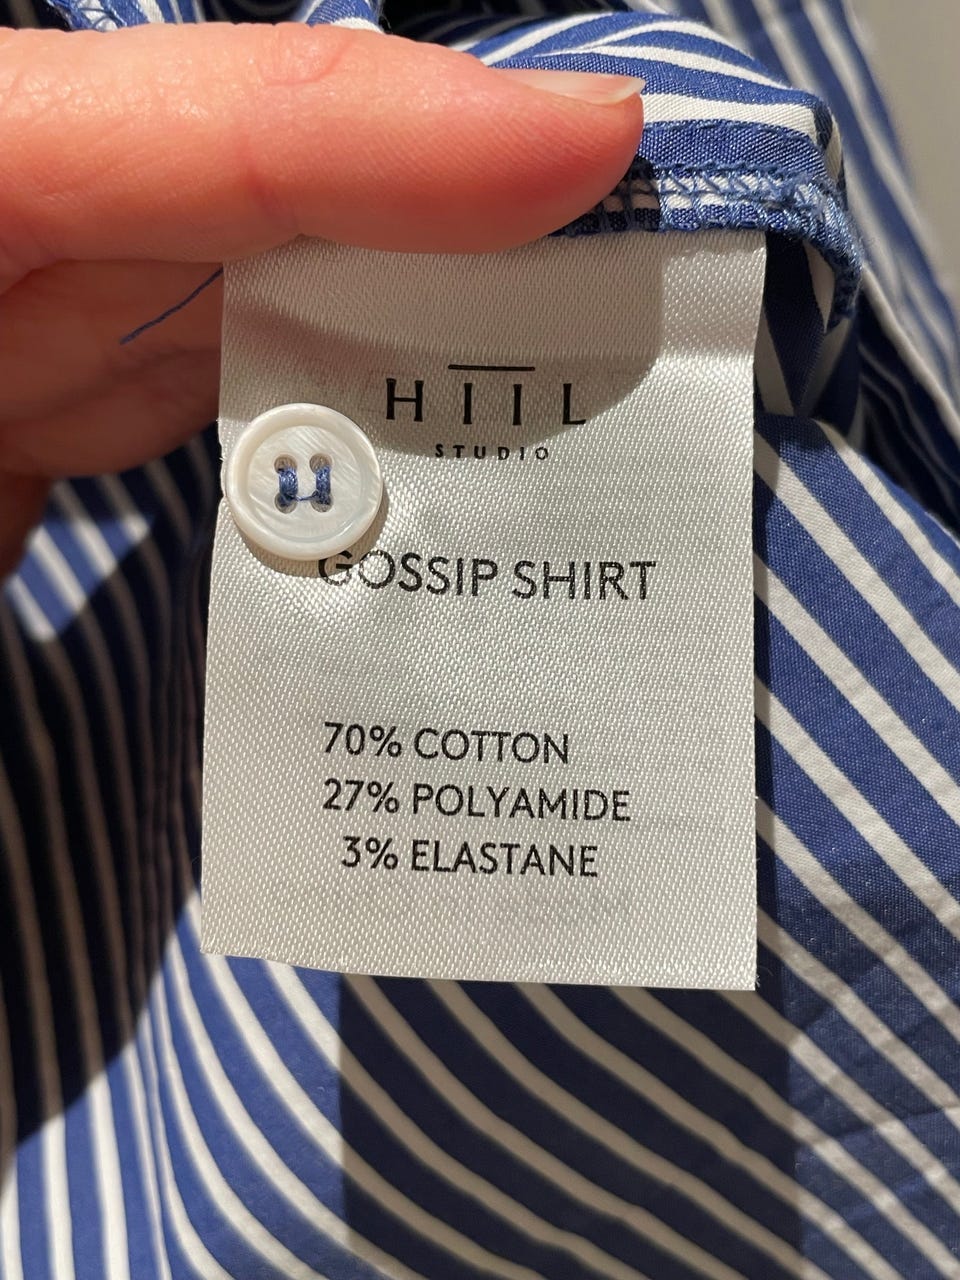 HIIL
STUDIO
GOSSIP SHIRT
70% COTTON
27% POLYAMIDE
3% ELASTANE